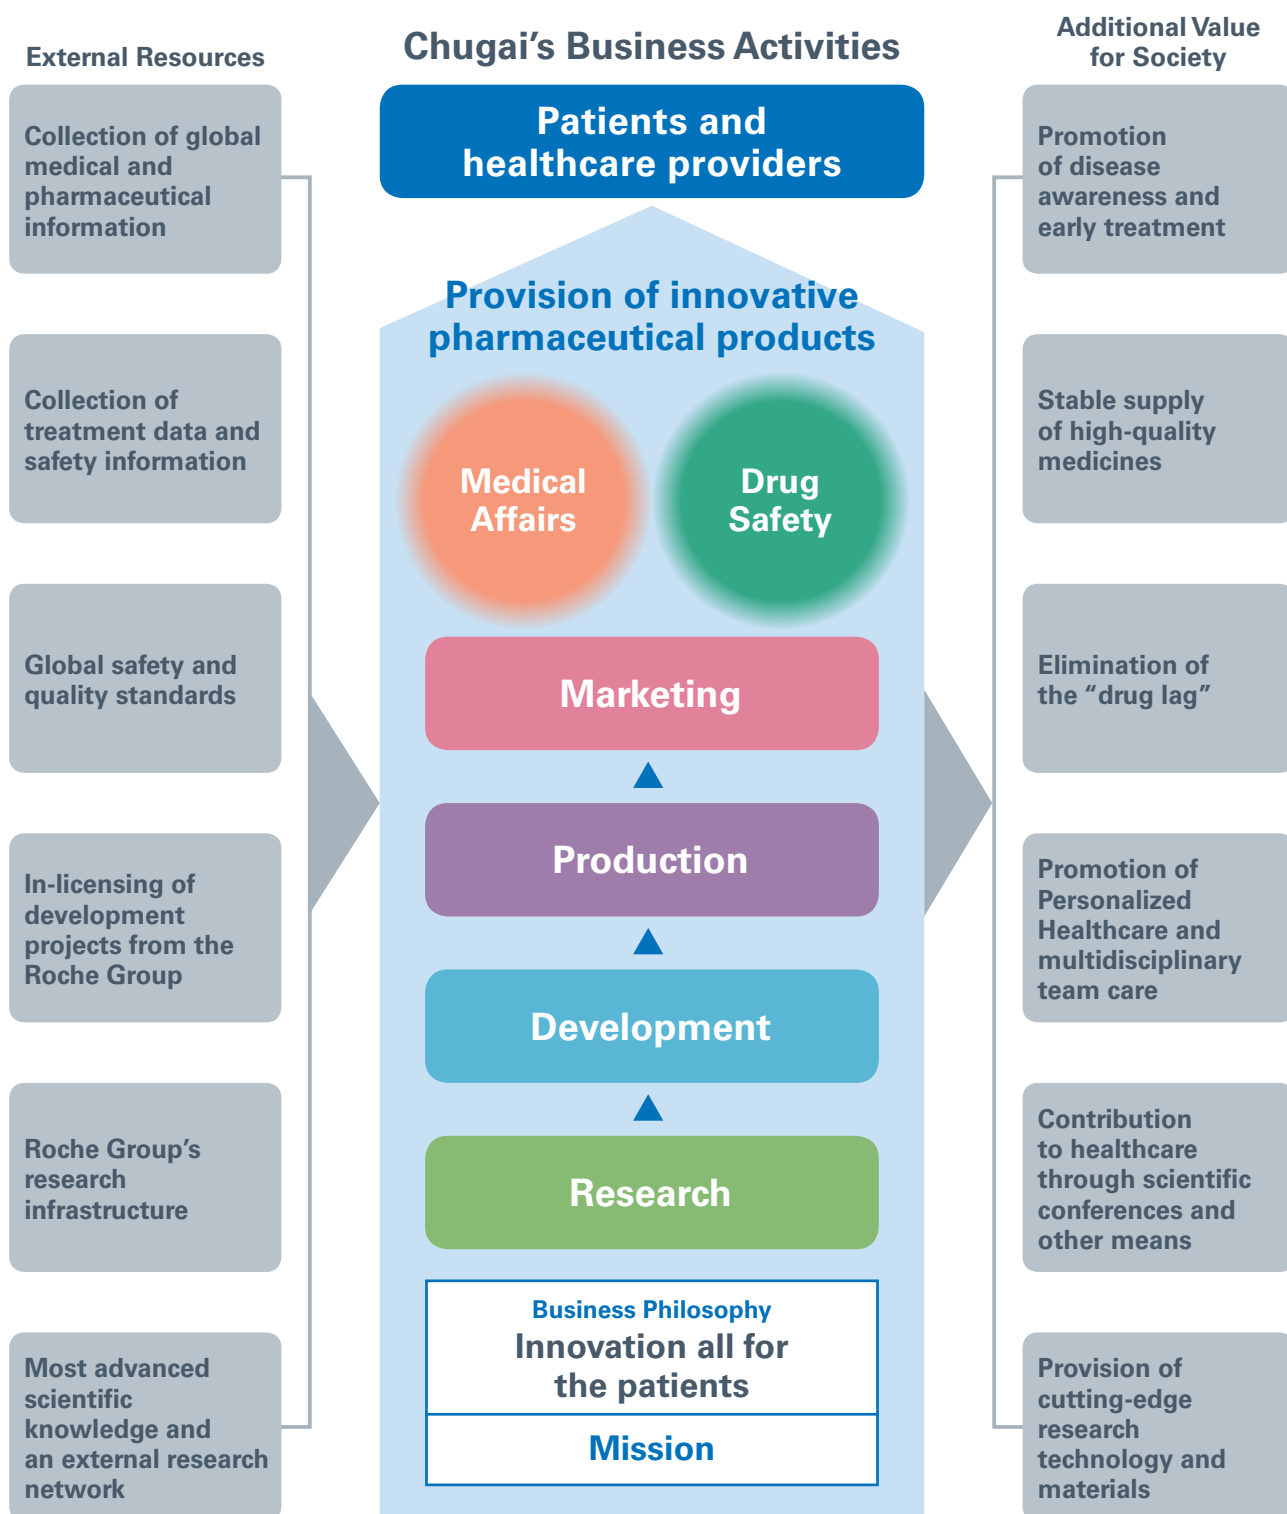 External Resources
Collection of global
medical and
pharmaceutical
information
Collection of
treatment data and
safety information
Global safety and
quality standards
In-licensing of
development
projects from the
Roche Group
Roche Group’s
research
infrastructure
Most advanced
scientific
knowledge and
an external research
network
Chugai’s Business Activities
Patients and
healthcare providers
Provision of innovative
pharmaceutical products
Medical
Affairs
Drug
Safety
Marketing
Production
Development
Research
Business Philosophy
Innovation all for
the patients
Mission
Additional Value
for Society
Promotion
of disease
awareness and
early treatment
Stable supply
of high-quality
medicines
Elimination of
the “drug lag”
Promotion of
Personalized
Healthcare and
multidisciplinary
team care
Contribution
to healthcare
through scientific
conferences and
other means
Provision of
cutting-edge
research
technology and
materials